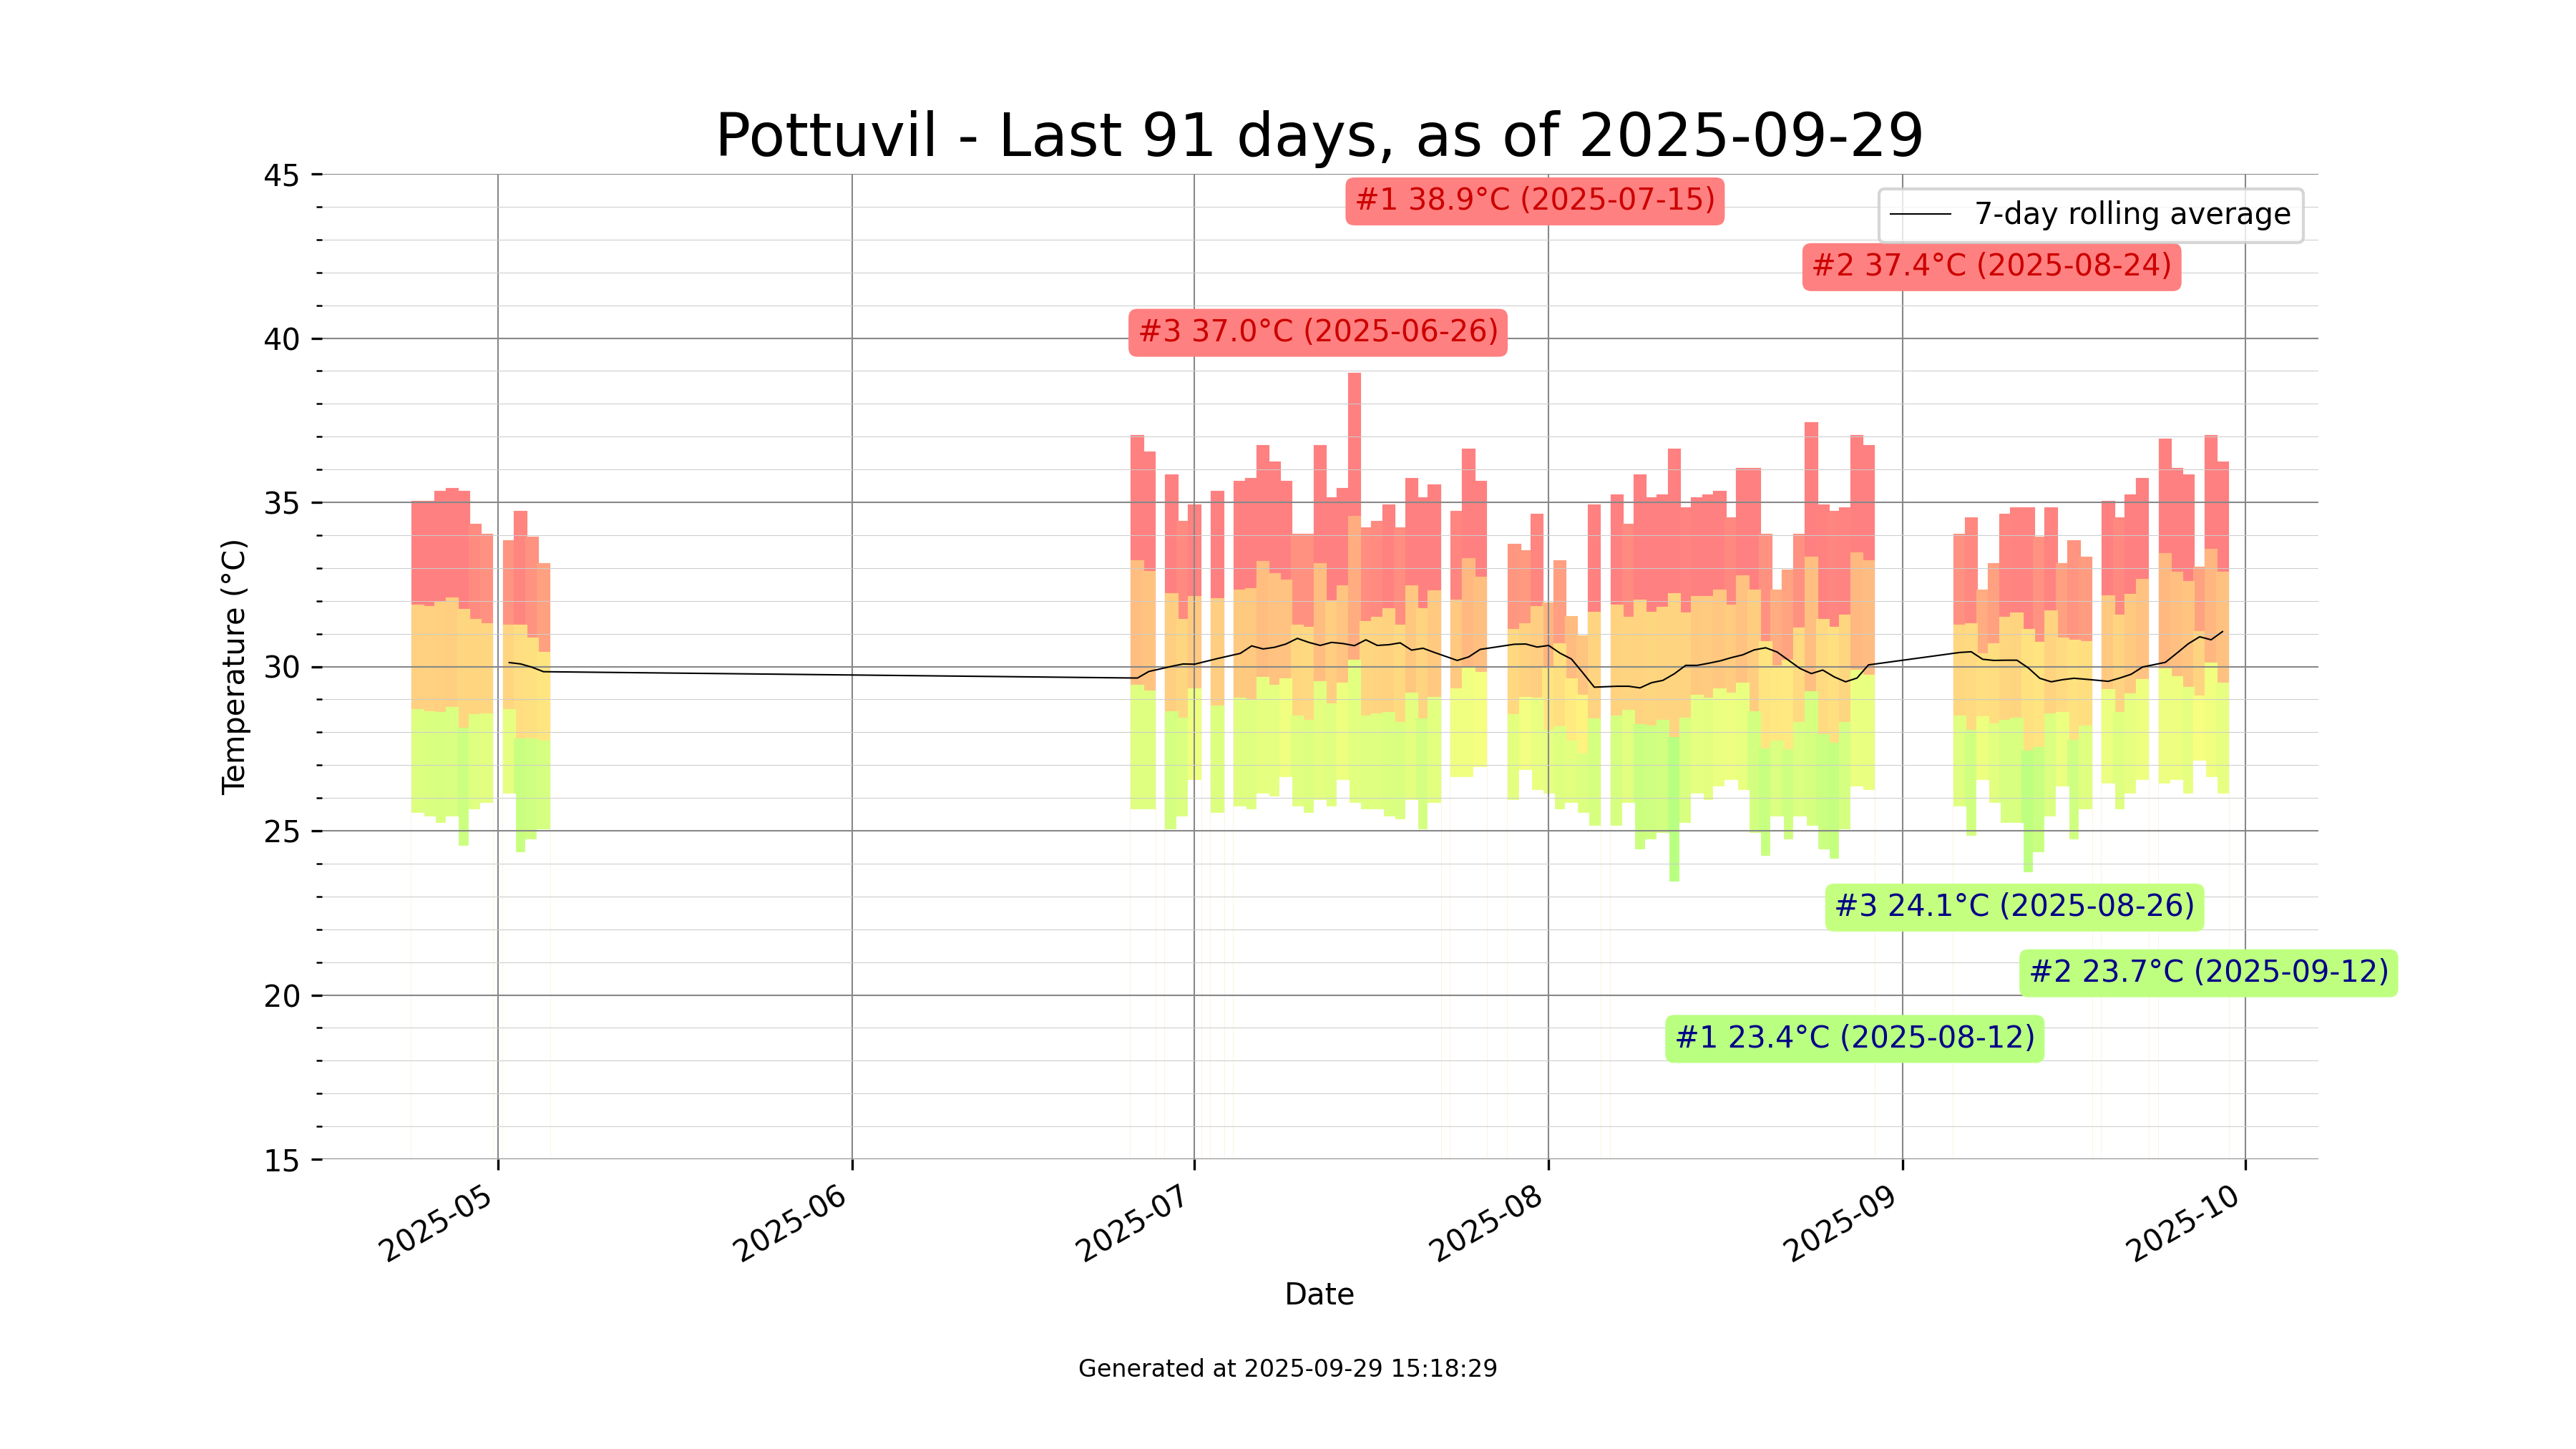 Pottuvil - Last 91 days, as of 2025-09-29
45
#1 38.9°C (2025-07-15)
7-day rolling average
#2 37.4°C (2025-08-24)
#3 37.0°C (2025-06-26)
40
35
30
25
20
15
Temperature (°C)
#3 24.1°C (2025-08-26)
#2 23.7°C (2025-09-12)
#1 23.4°C (2025-08-12)
2025-05
2025-06
2025-07
2025-08
2025-09
2025-10
Date
Generated at 2025-09-29 15:18:29